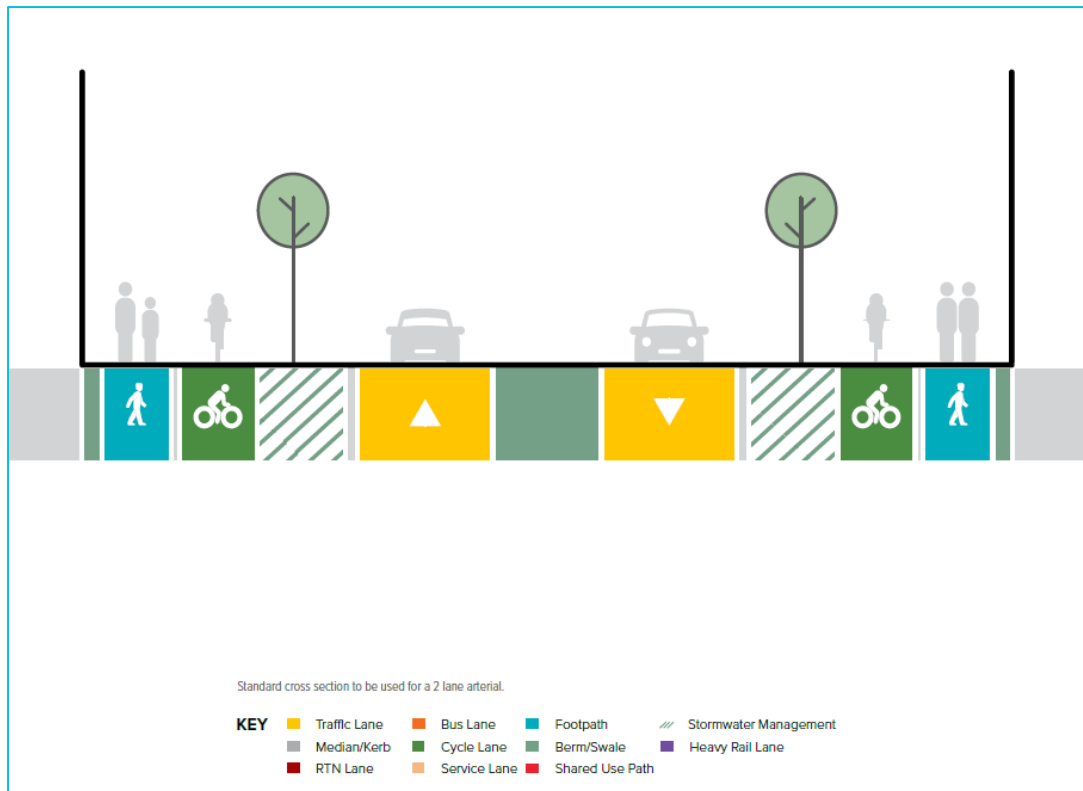 Standard cross section to be used for a 2 lane arterial.
KEY Traffic Lane Bus Lane Footpath Stormwater Management
Median/Kerb Cycle Lane Berm/Swale Heavy Rail Lane
RTN Lane Service Lane Shared Use Path